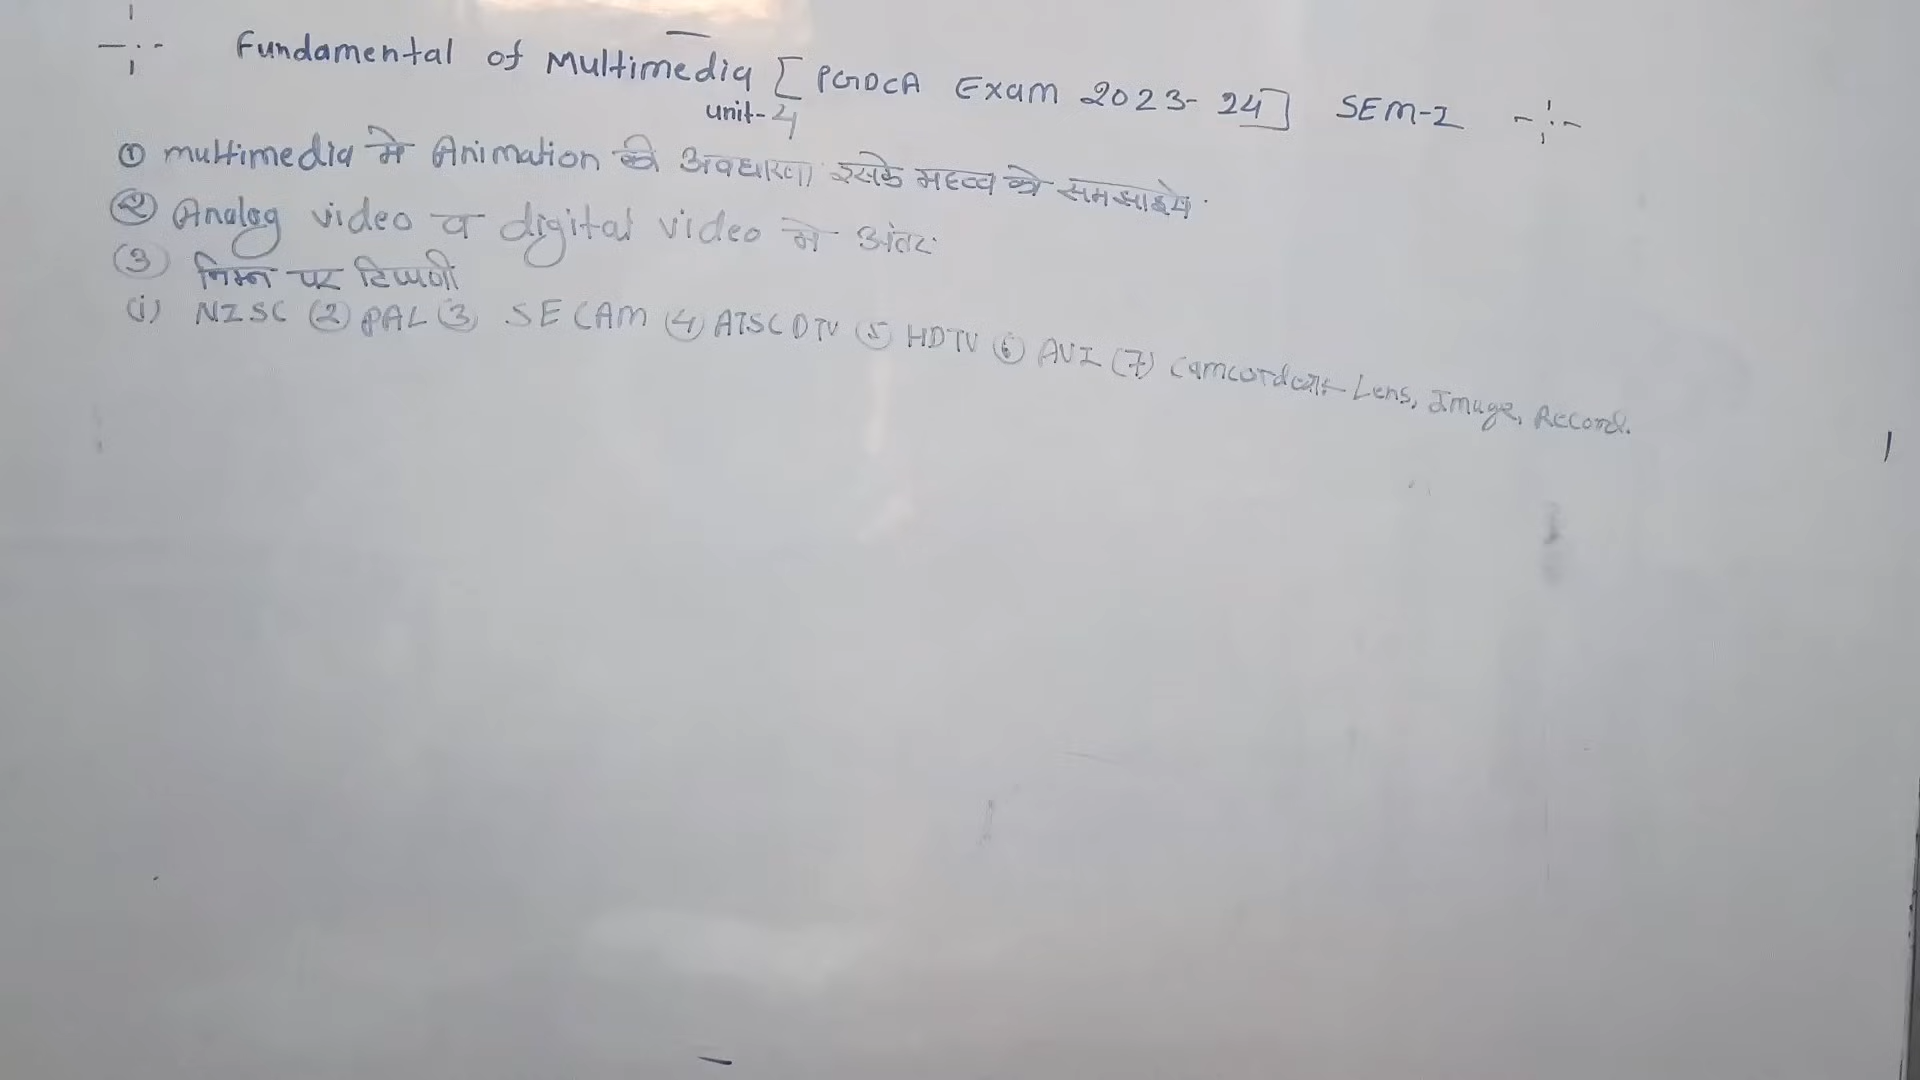 Fundamental of Multimedia [PGDCA Exam 2023-24] SEM-I
unit-4
① multimedia मे Animation की अवधारणा इसके महत्व को समझाइये.
② Analog video व digital video मे अंतर
(3) निम्न पर टिप्पणी
(i) NTSC (2) PAL (3) SECAM (4) ATSC DTV (5) HDTV (6) AVI (7) Camcorder:- Lens, Image, Record.